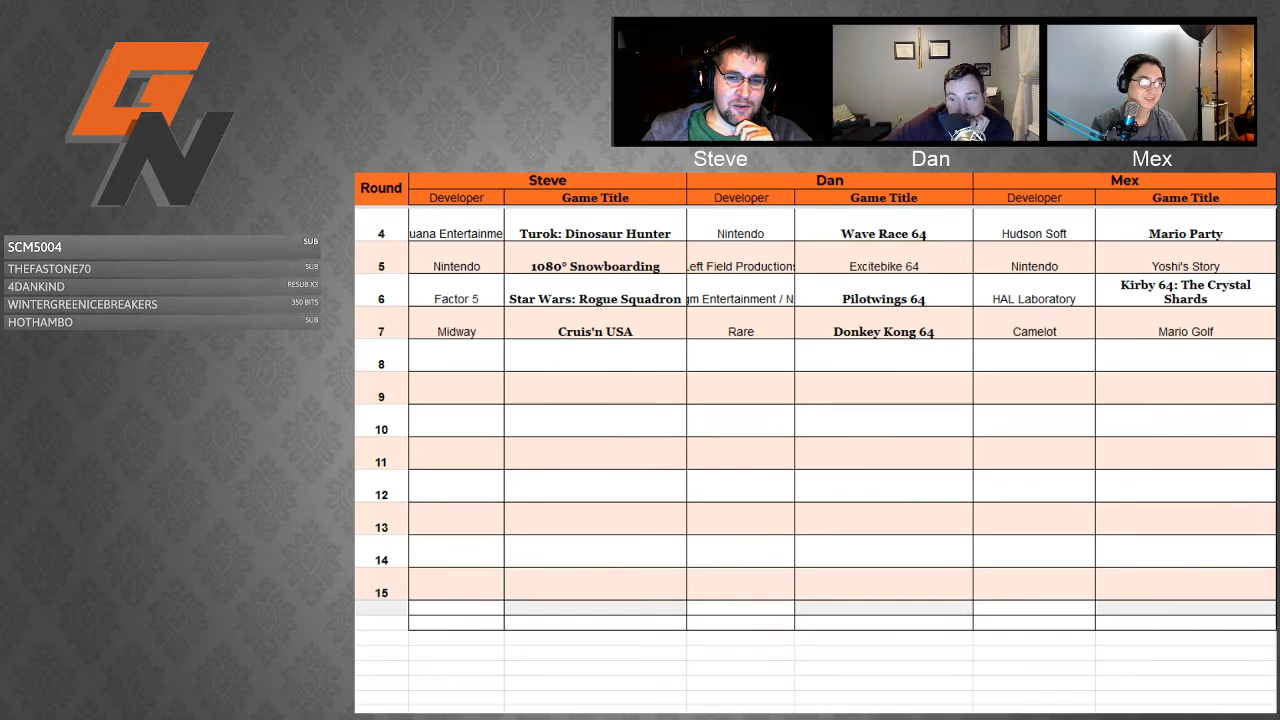 GN
Steve Dan Mex
SCM5004 SUB
THEFASTONE70 SUB
4DANKIND RESUB X3
WINTERGREENICEBREAKERS 350 BITS
HOTHAMBO SUB
Round Steve Dan Mex
Developer Game Title Developer Game Title Developer Game Title
4 uana Entertainme Turok: Dinosaur Hunter Nintendo Wave Race 64 Hudson Soft Mario Party
5 Nintendo 1080° Snowboarding Left Field Productions Excitebike 64 Nintendo Yoshi's Story
6 Factor 5 Star Wars: Rogue Squadron gm Entertainment / N Pilotwings 64 HAL Laboratory Kirby 64: The Crystal
Shards
7 Midway Cruis'n USA Rare Donkey Kong 64 Camelot Mario Golf
8
9
10
11
12
13
14
15